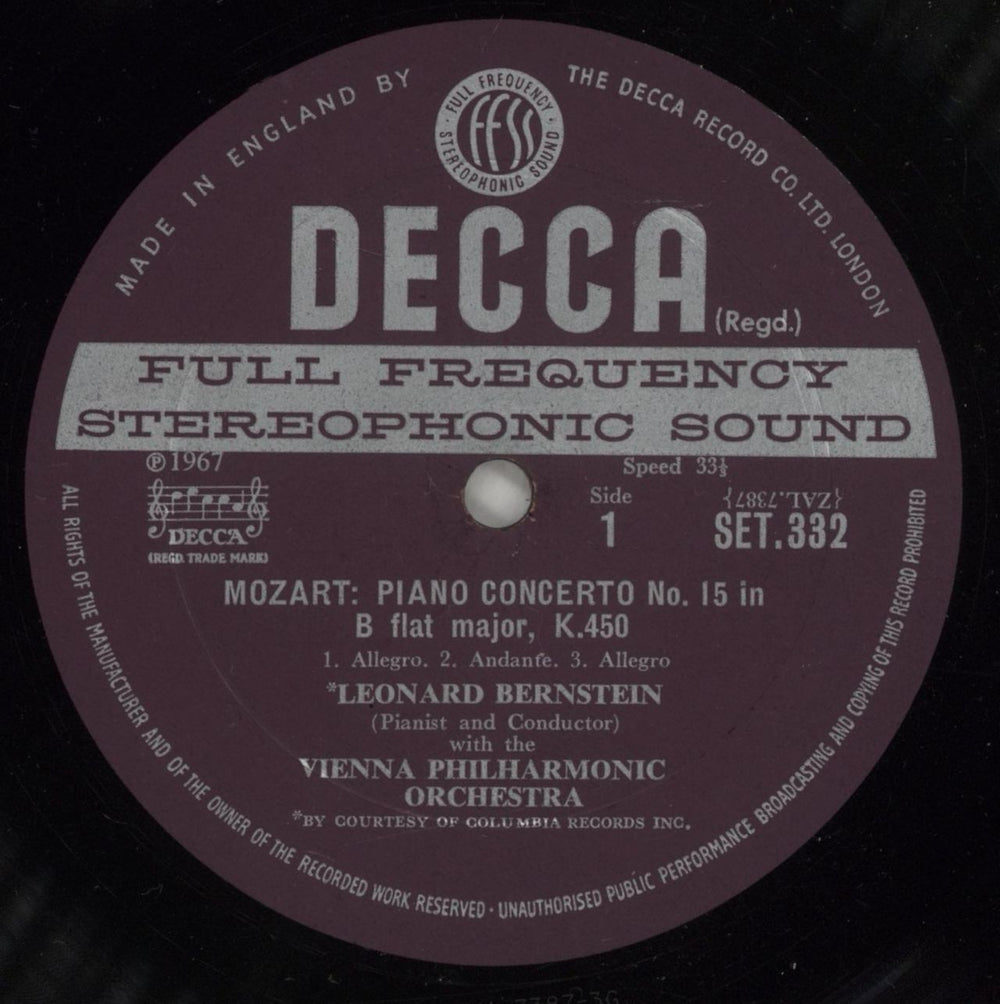 MADE IN ENGLAND BY THE DECCA RECORD CO. LTD. LONDON
FULL FREQUENCY
FFSS
STEREOPHONIC SOUND
DECCA (Regd.)
FULL FREQUENCY
STEREOPHONIC SOUND
℗1967
Speed 33⅓
DECCA
(REGD. TRADE MARK)
Side
1
{ZAL.7387}
SET.332
MOZART: PIANO CONCERTO No. 15 in
B flat major, K.450
1. Allegro. 2. Andante. 3. Allegro
*LEONARD BERNSTEIN
(Pianist and Conductor)
with the
VIENNA PHILHARMONIC
ORCHESTRA
*BY COURTESY OF COLUMBIA RECORDS INC.
ALL RIGHTS OF THE MANUFACTURER AND OF THE OWNER OF THE RECORDED WORK RESERVED · UNAUTHORISED PUBLIC PERFORMANCE BROADCASTING AND COPYING OF THIS RECORD PROHIBITED